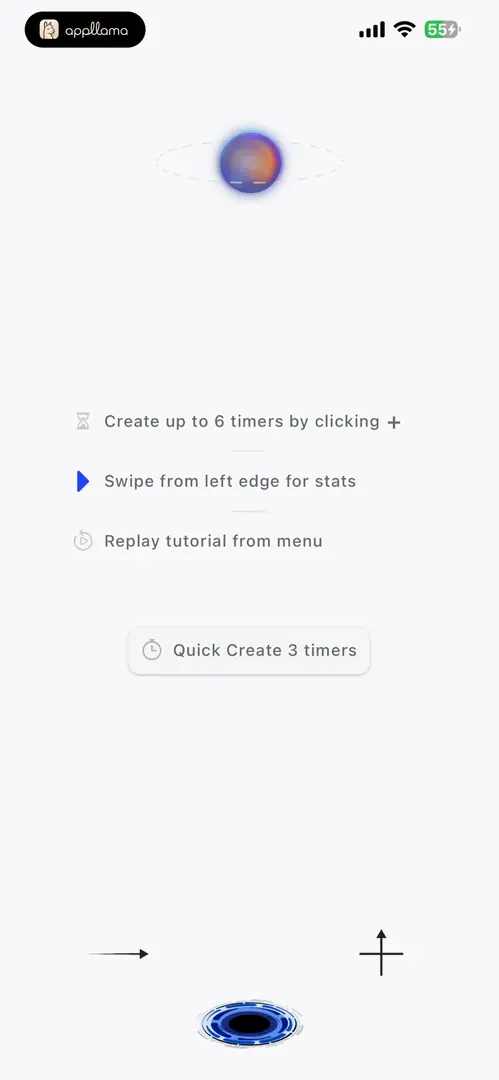 appllama
55
Create up to 6 timers by clicking +
Swipe from left edge for stats
Replay tutorial from menu
Quick Create 3 timers